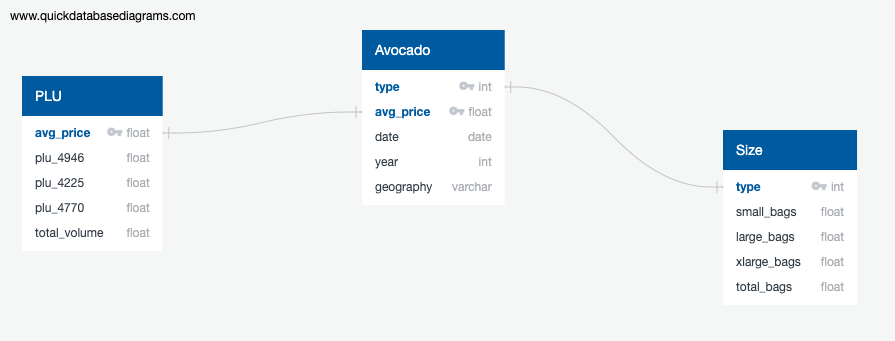 www.quickdatabasediagrams.com
PLU
avg_price float
plu_4946 float
plu_4225 float
plu_4770 float
total_volume float
Avocado
type int
avg_price float
date date
year int
geography varchar
Size
type int
small_bags float
large_bags float
xlarge_bags float
total_bags float